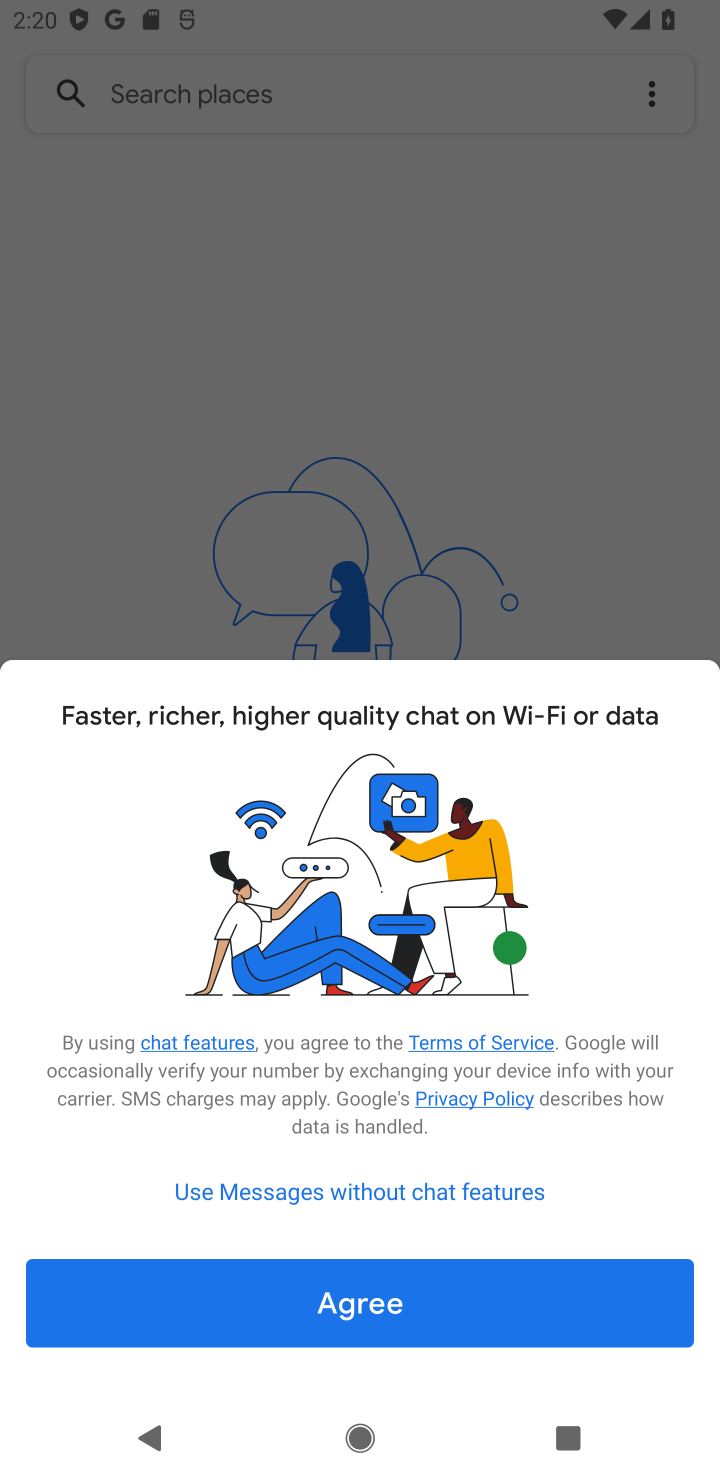 2:20
Search places
Faster, richer, higher quality chat on Wi-Fi or data
By using chat features, you agree to the Terms of Service. Google will
occasionally verify your number by exchanging your device info with your
carrier. SMS charges may apply. Google's Privacy Policy describes how
data is handled.
Use Messages without chat features
Agree